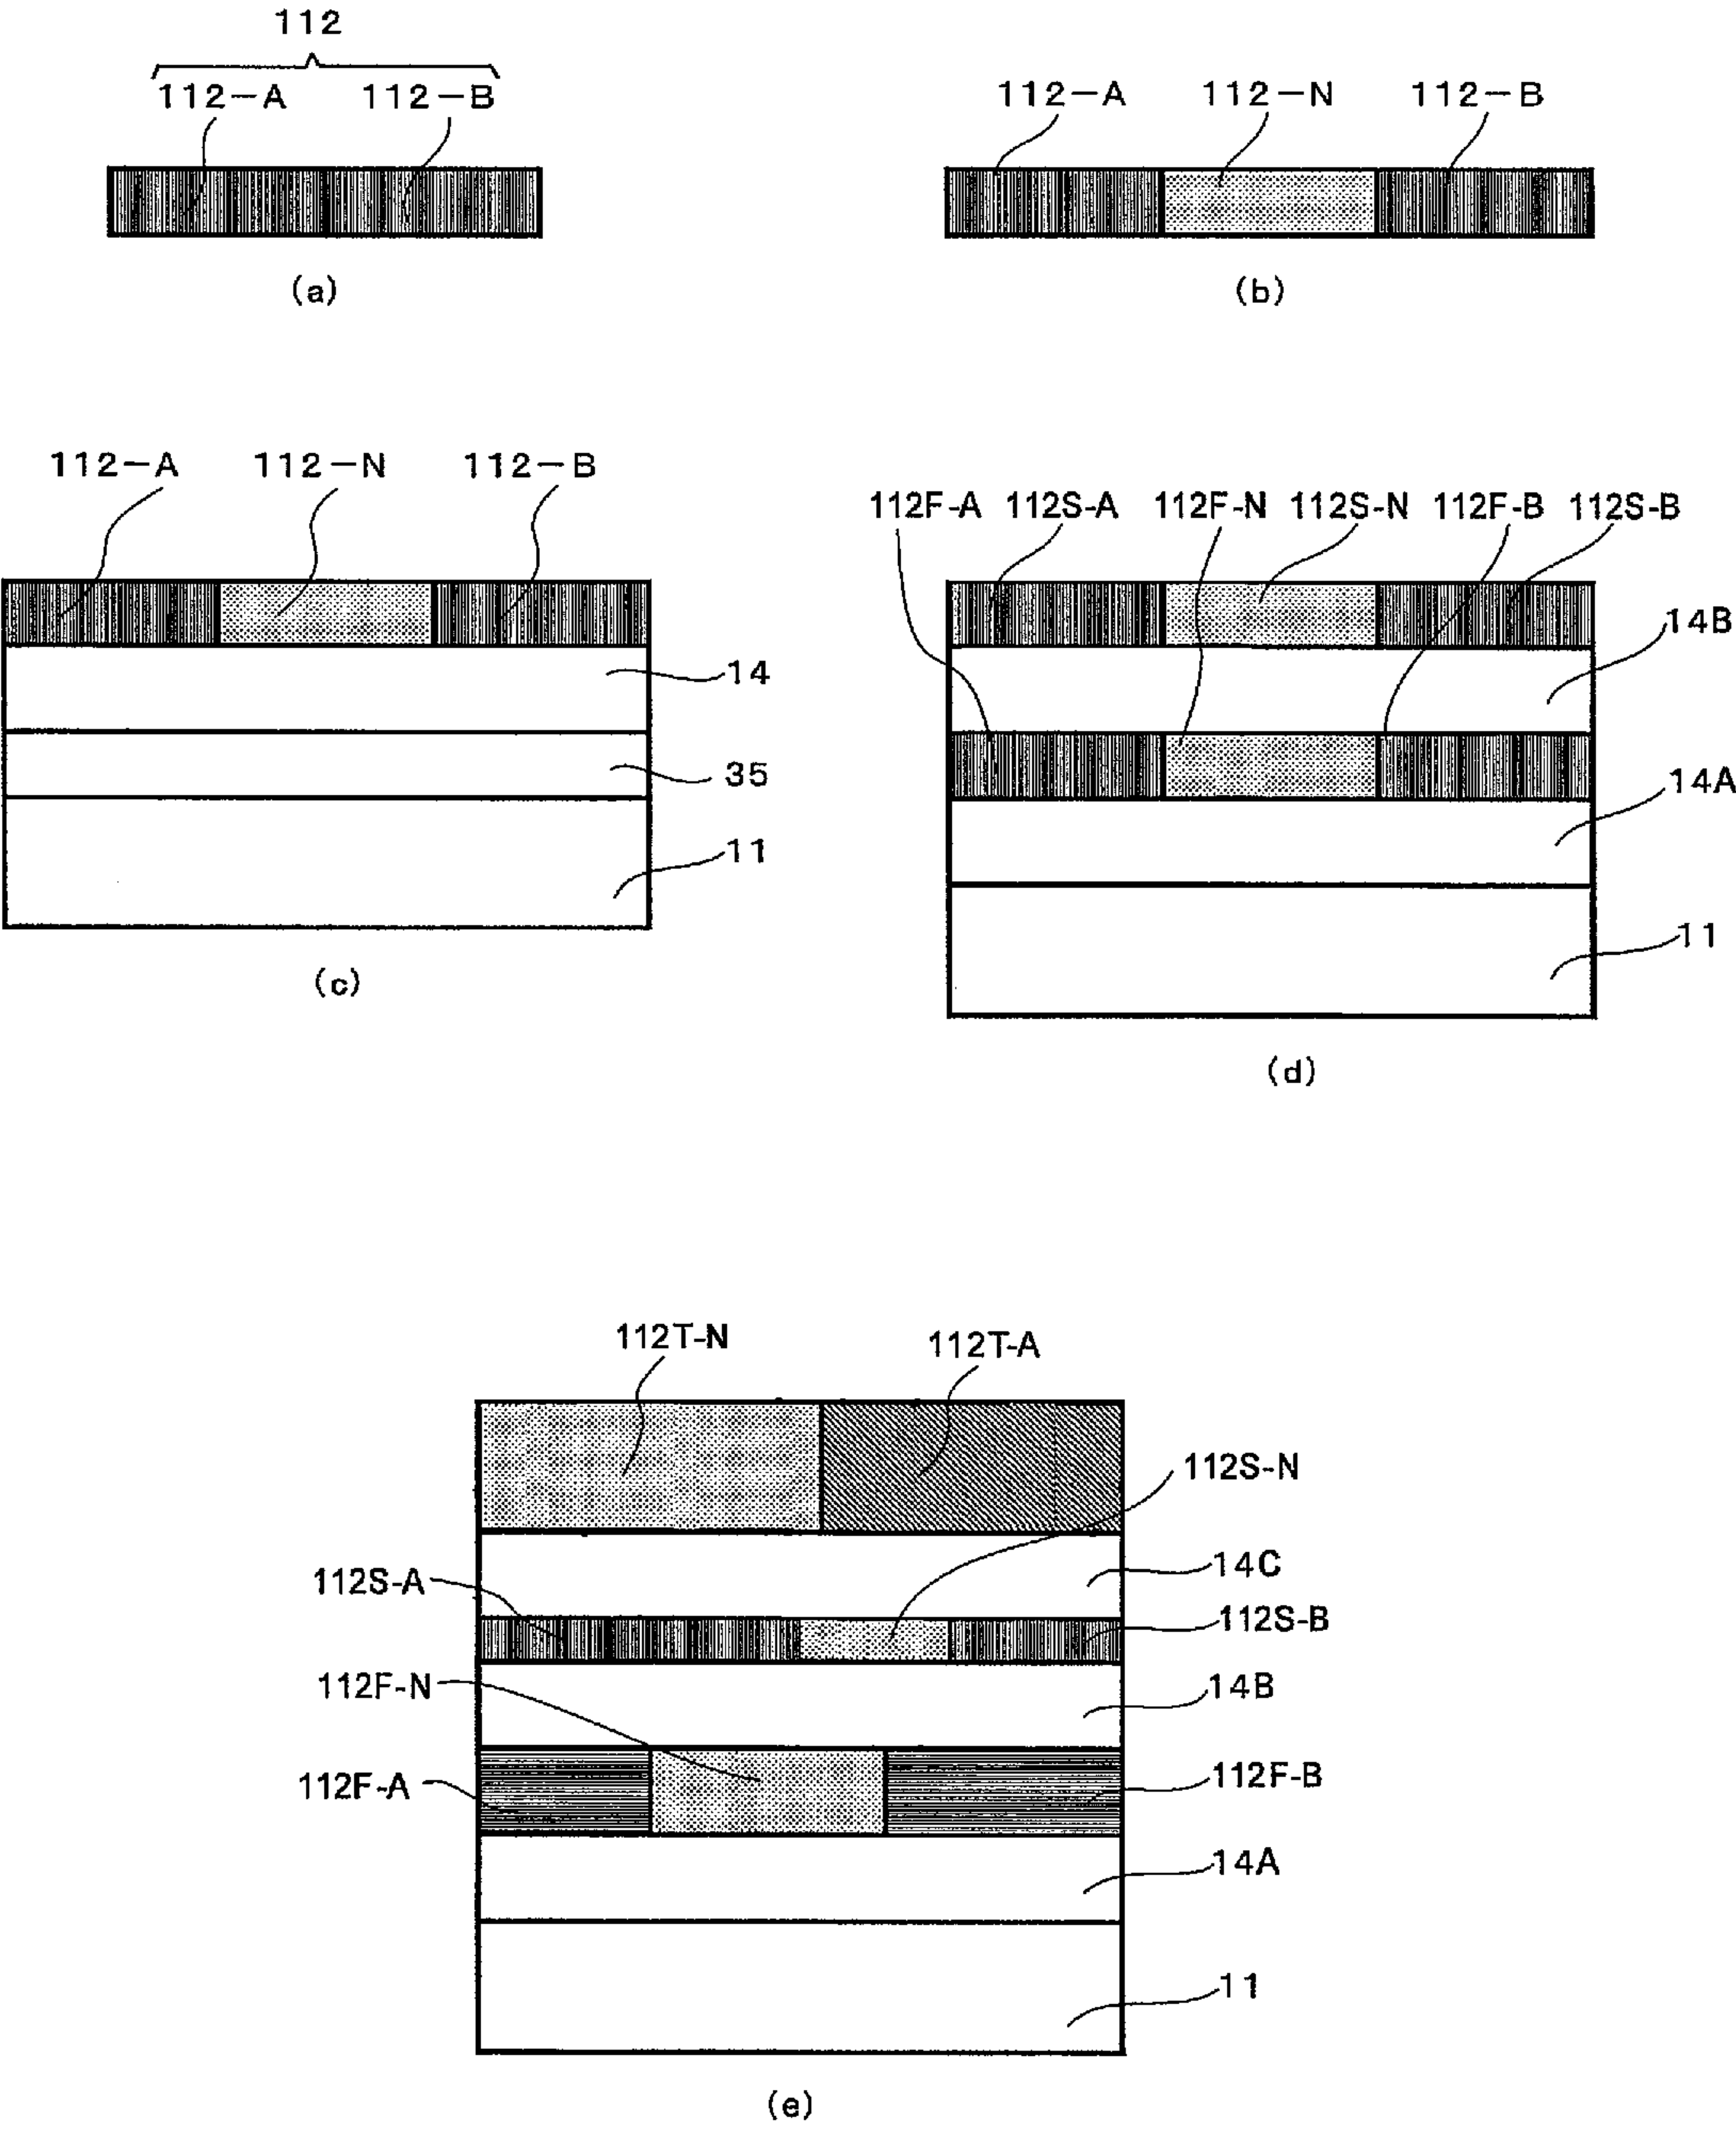 112
112-A 112-B
(a)
112-A 112-N 112-B
(b)
112-A 112-N 112-B
14
35
11
(c)
112F-A 112S-A 112F-N 112S-N 112F-B 112S-B
14B
14A
11
(d)
112T-N 112T-A
112S-N
14C
112S-A
112S-B
112F-N
14B
112F-A
112F-B
14A
11
(e)